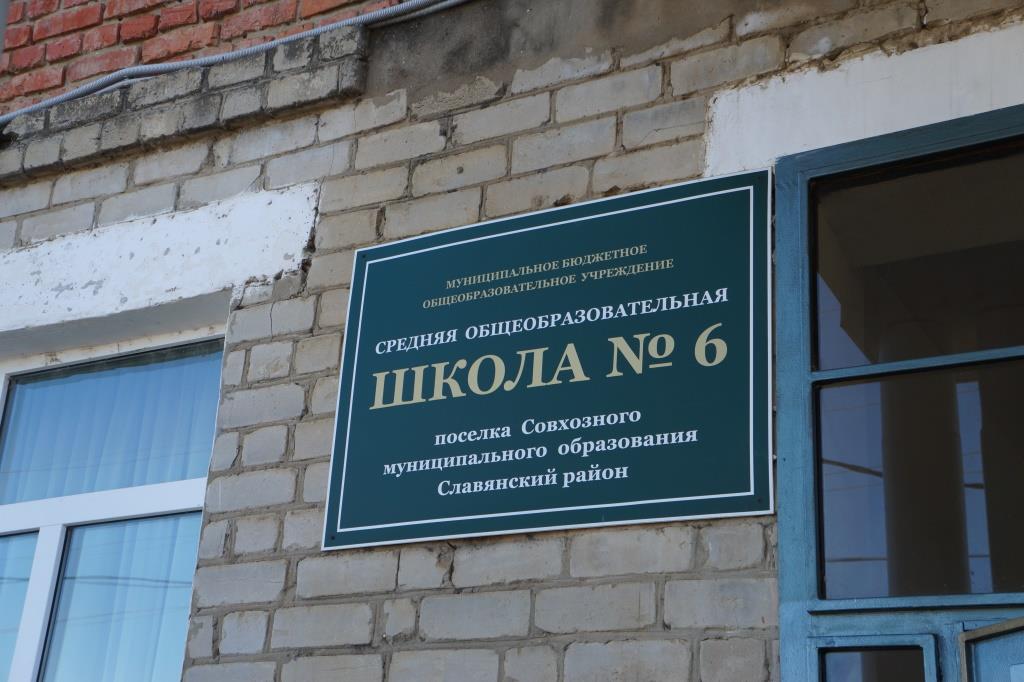 МУНИЦИПАЛЬНОЕ БЮДЖЕТНОЕ
ОБЩЕОБРАЗОВАТЕЛЬНОЕ УЧРЕЖДЕНИЕ
СРЕДНЯЯ ОБЩЕОБРАЗОВАТЕЛЬНАЯ
ШКОЛА № 6
поселка Совхозного
муниципального образования
Славянский район